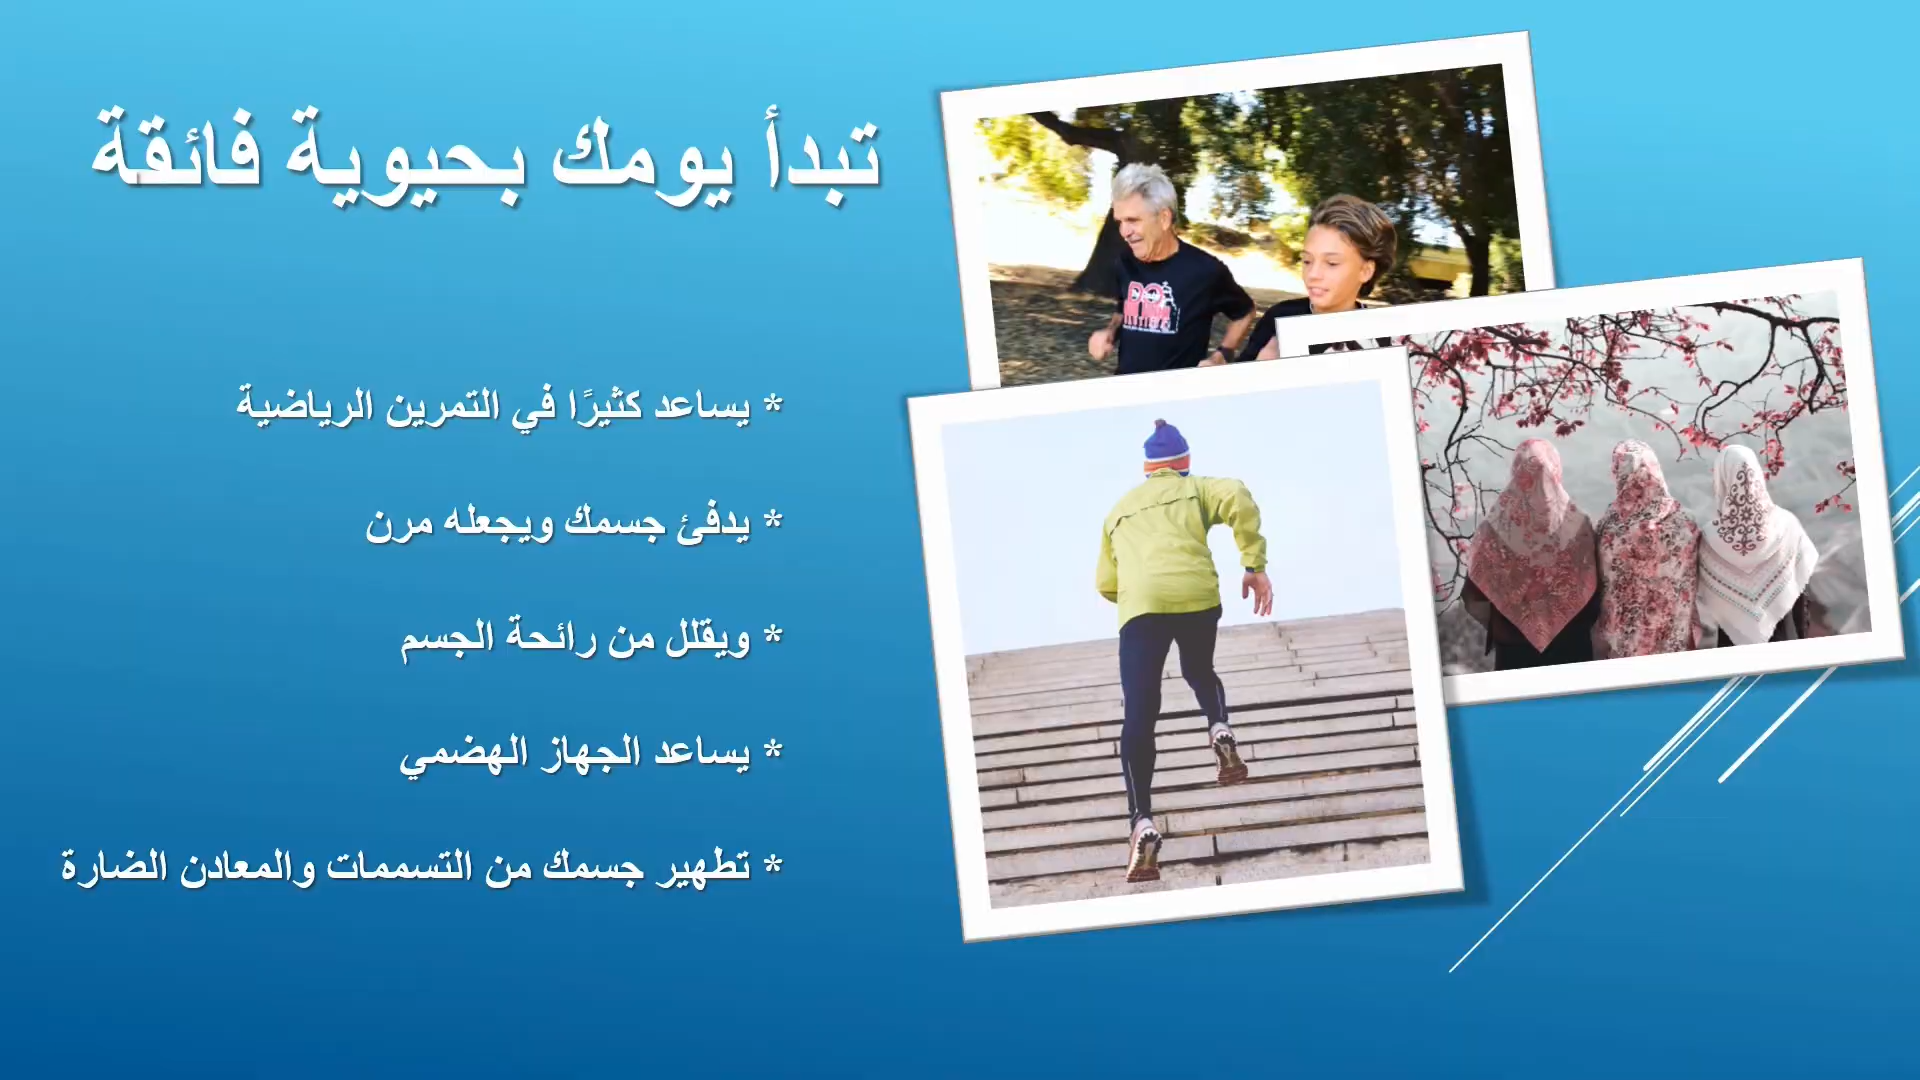 تبدأ يومك بحيوية فائقة
* يساعد كثيرًا في التمرين الرياضية
* يدفئ جسمك ويجعله مرن
* ويقلل من رائحة الجسم
* يساعد الجهاز الهضمي
* تطهير جسمك من التسممات والمعادن الضارة